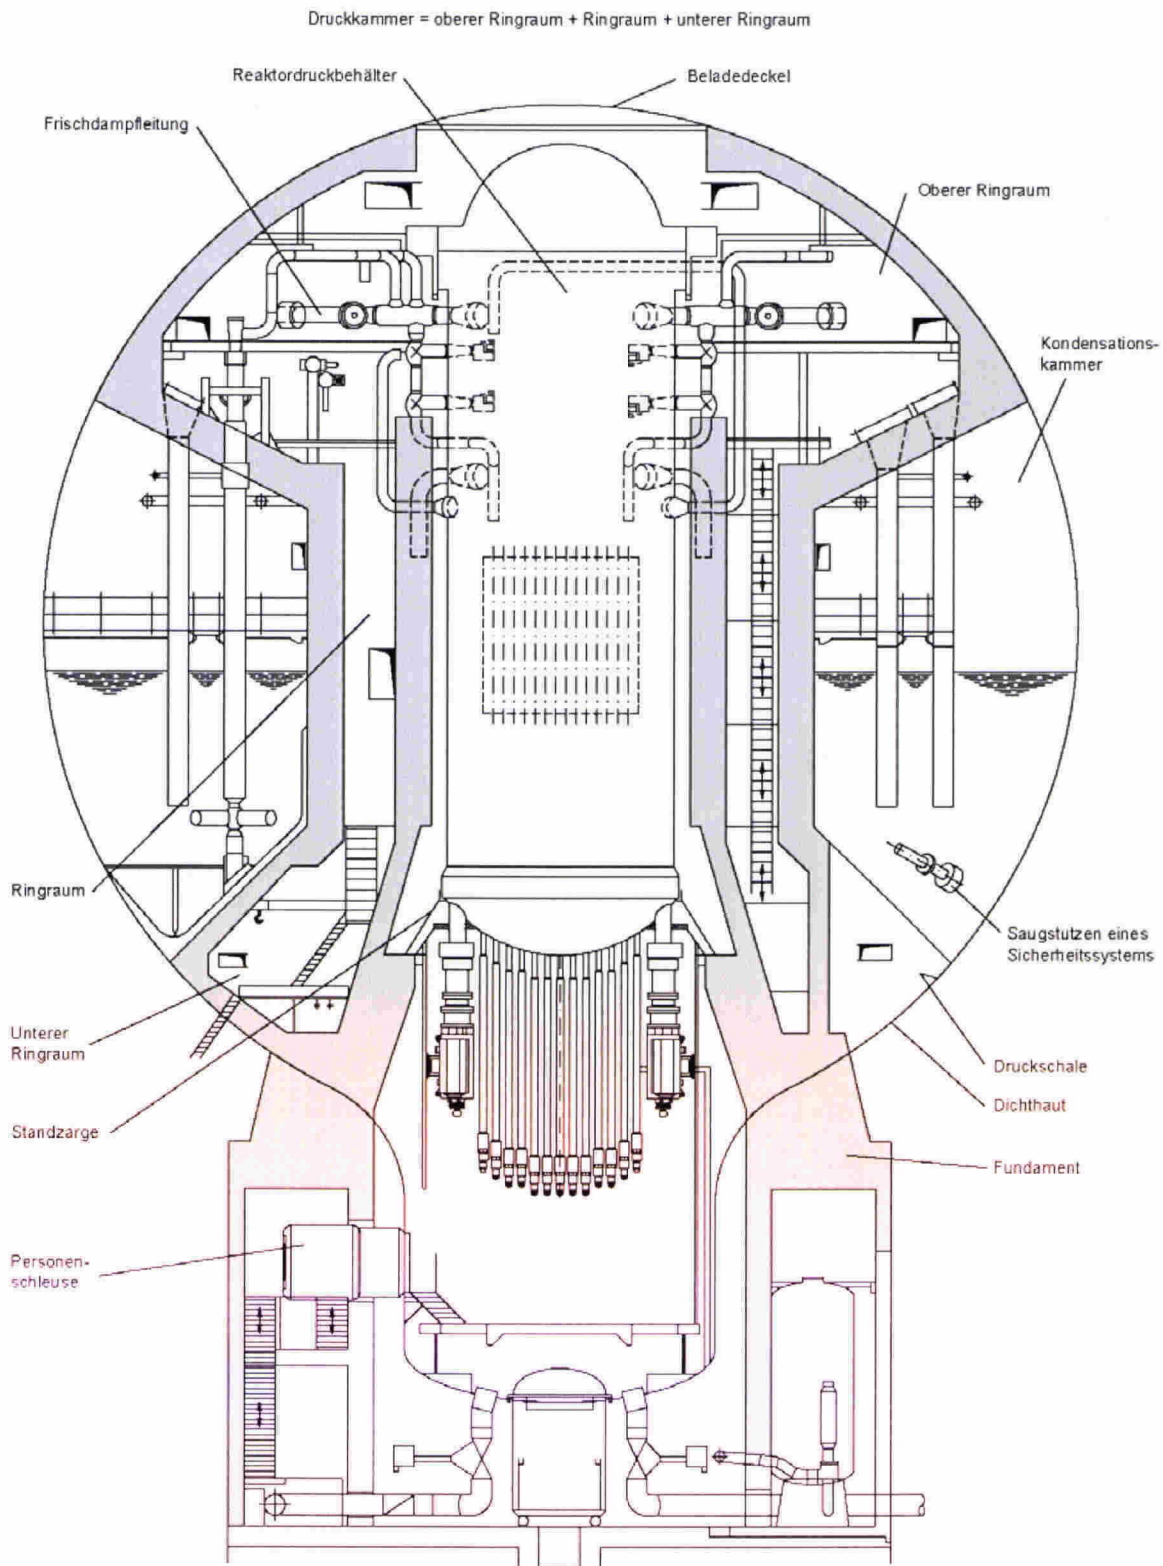 Druckkammer = oberer Ringraum + Ringraum + unterer Ringraum
Reaktordruckbehälter
Beladedeckel
Frischdampfleitung
Oberer Ringraum
Kondensations-
kammer
Ringraum
Saugstutzen eines
Sicherheitssystems
Unterer
Ringraum
Druckschale
Dichthaut
Standzarge
Fundament
Personen-
schleuse